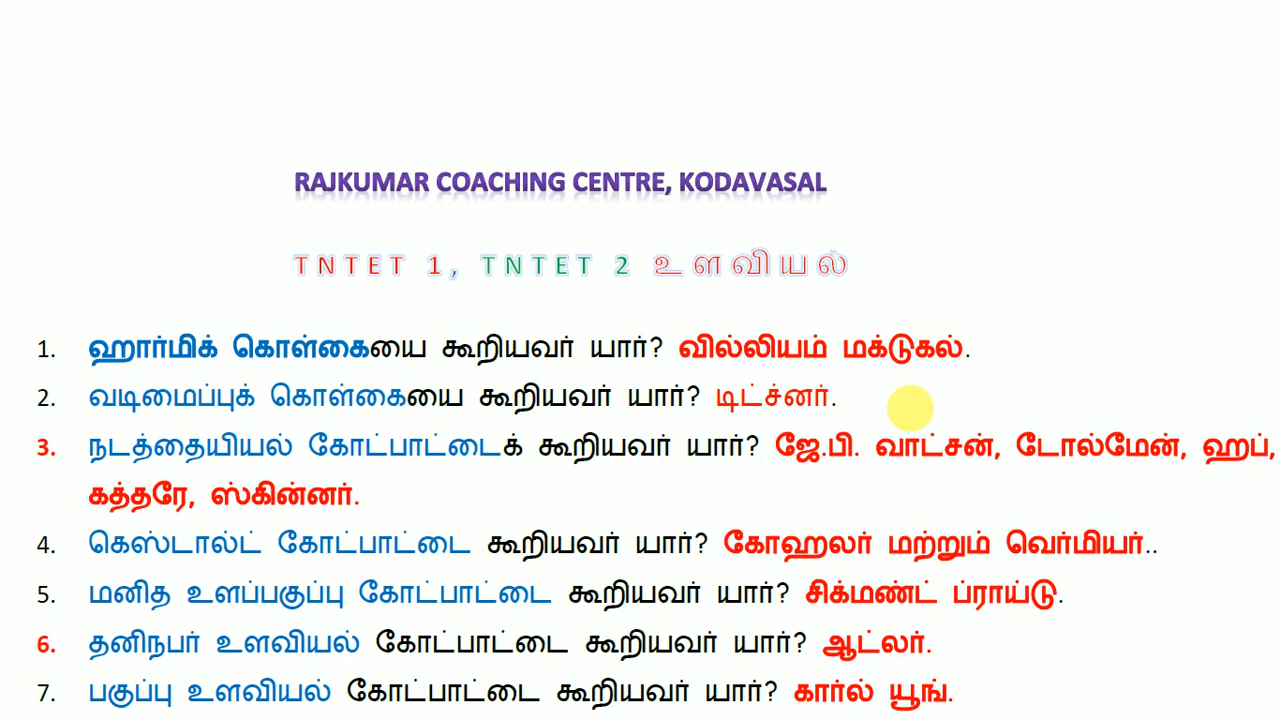 RAJKUMAR COACHING CENTRE, KODAVASAL
TNTET 1, TNTET 2 உளவியல்
1. ஹார்மிக் கொள்கையை கூறியவர் யார்? வில்லியம் மக்டுகல்.
2. வடிமைப்புக் கொள்கையை கூறியவர் யார்? டிட்ச்னர்.
3. நடத்தையியல் கோட்பாட்டைக் கூறியவர் யார்? ஜே.பி. வாட்சன், டோல்மேன், ஹப்,
கத்தரே, ஸ்கின்னர்.
4. கெஸ்டால்ட் கோட்பாட்டை கூறியவர் யார்? கோஹலர் மற்றும் வெர்மியர்..
5. மனித உளப்பகுப்பு கோட்பாட்டை கூறியவர் யார்? சிக்மண்ட் ப்ராய்டு.
6. தனிநபர் உளவியல் கோட்பாட்டை கூறியவர் யார்? ஆட்லர்.
7. பகுப்பு உளவியல் கோட்பாட்டை கூறியவர் யார்? கார்ல் யூங்.